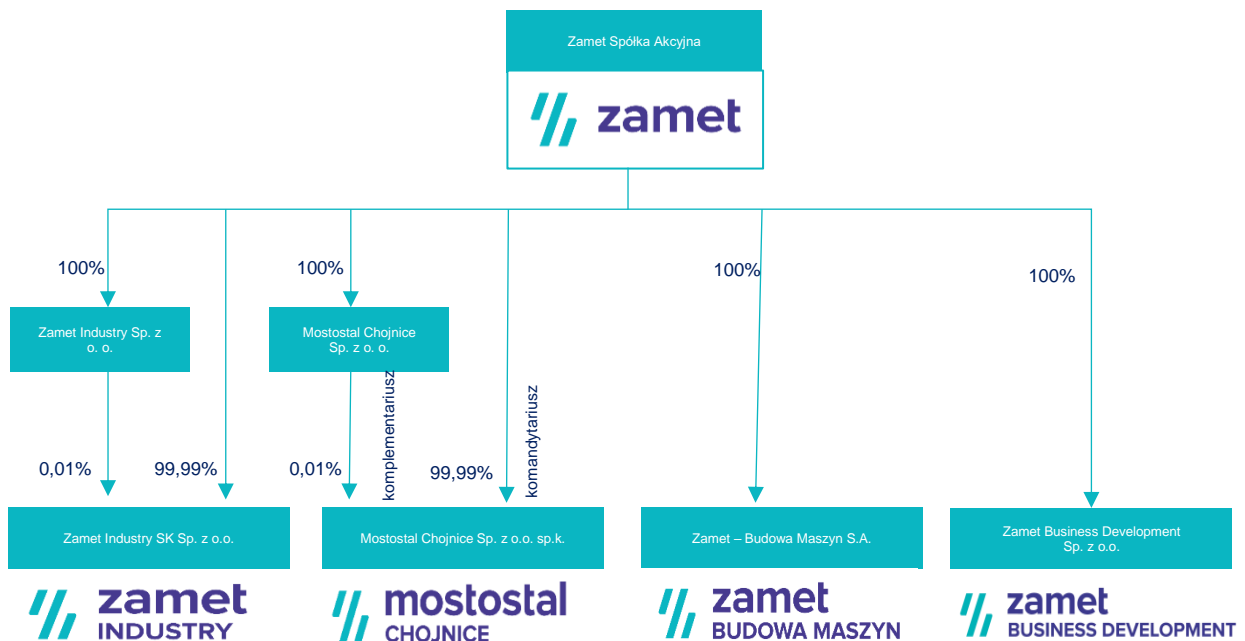 Zamet Spółka Akcyjna
zamet
100%
100%
100%
100%
Zamet Industry Sp. z
o. o.
Mostostal Chojnice
Sp. z o. o.
komplementariusz
komandytariusz
0,01%
99,99%
0,01%
99,99%
Zamet Industry SK Sp. z o.o.
Mostostal Chojnice Sp. z o.o. sp.k.
Zamet – Budowa Maszyn S.A.
Zamet Business Development
Sp. z o.o.
zamet
INDUSTRY
mostostal
CHOJNICE
zamet
BUDOWA MASZYN
zamet
BUSINESS DEVELOPMENT